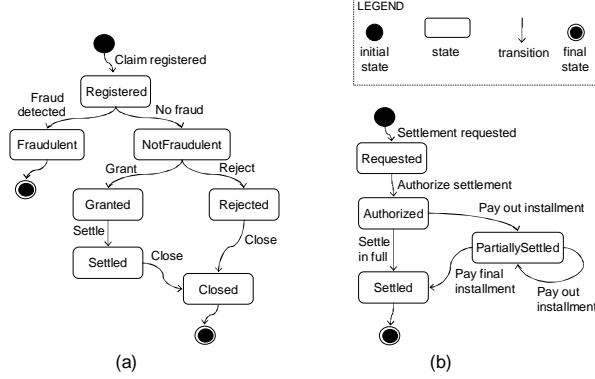 LEGEND
initial
state
state
transition
final
state
Claim registered
Registered
Fraud
detected
No fraud
Fraudulent
NotFraudulent
Grant
Reject
Granted
Rejected
Settle
Close
Settled
Close
Closed
(a)
Settlement requested
Requested
Authorize settlement
Authorized
Pay out installment
Settle
in full
PartiallySettled
Pay final
installment
Pay out
installment
Settled
(b)